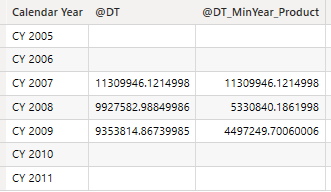 Calendar Year @DT @DT_MinYear_Product
CY 2005
CY 2006
CY 2007 11309946.1214998 11309946.1214998
CY 2008 9927582.98849986 5330840.1861998
CY 2009 9353814.86739985 4497249.70060006
CY 2010
CY 2011